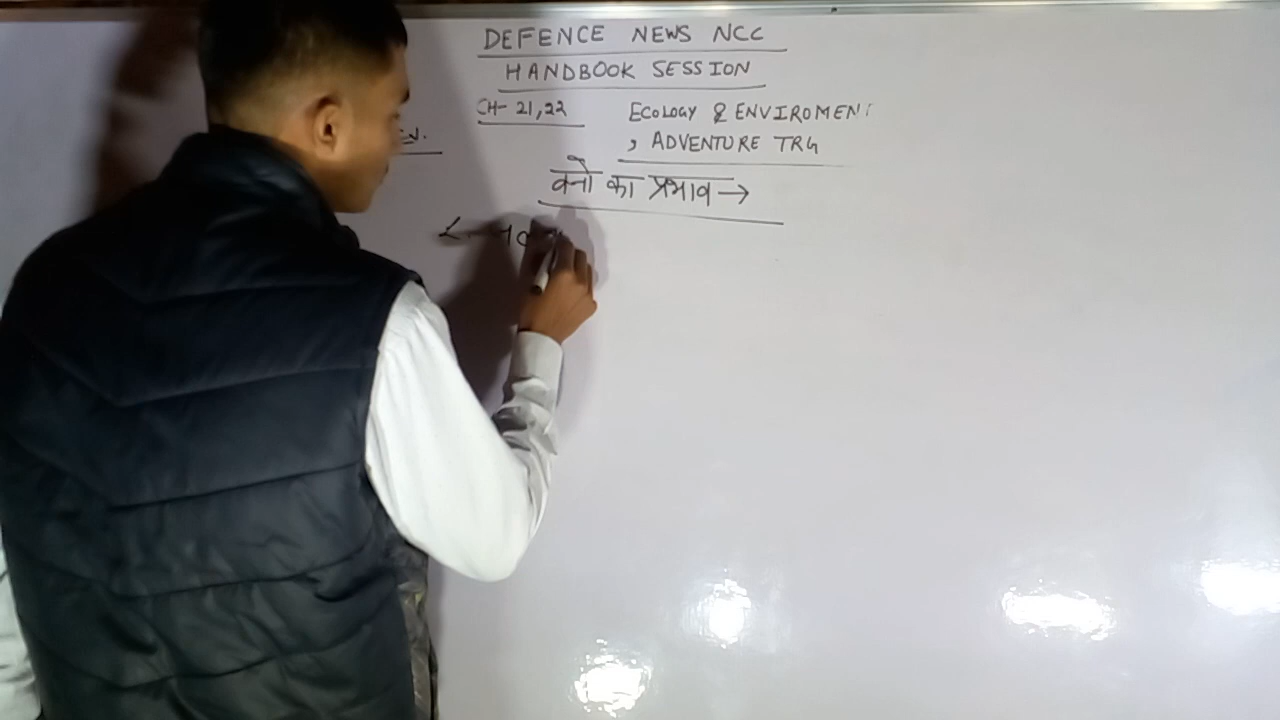 DEFENCE NEWS NCC
HANDBOOK SESSION
CH- 21,22 ECOLOGY & ENVIROMENT
, ADVENTURE TRG
वनो का प्रभाव →